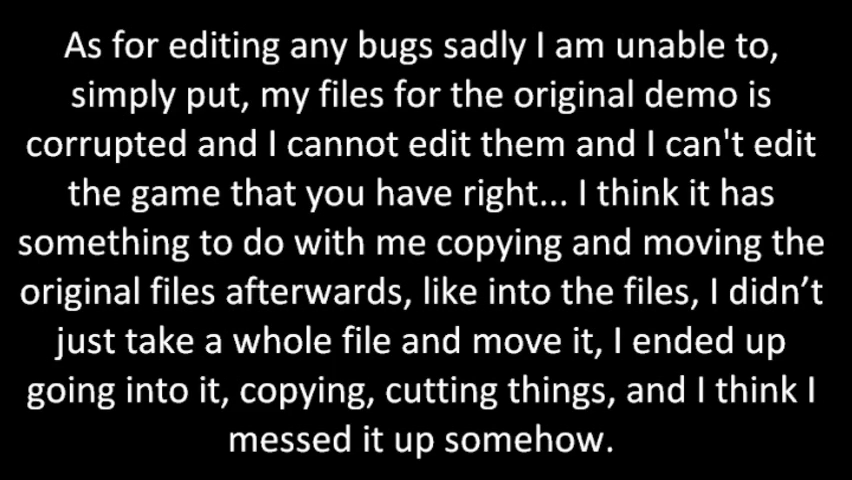 As for editing any bugs sadly I am unable to,
simply put, my files for the original demo is
corrupted and I cannot edit them and I can't edit
the game that you have right... I think it has
something to do with me copying and moving the
original files afterwards, like into the files, I didn’t
just take a whole file and move it, I ended up
going into it, copying, cutting things, and I think I
messed it up somehow.